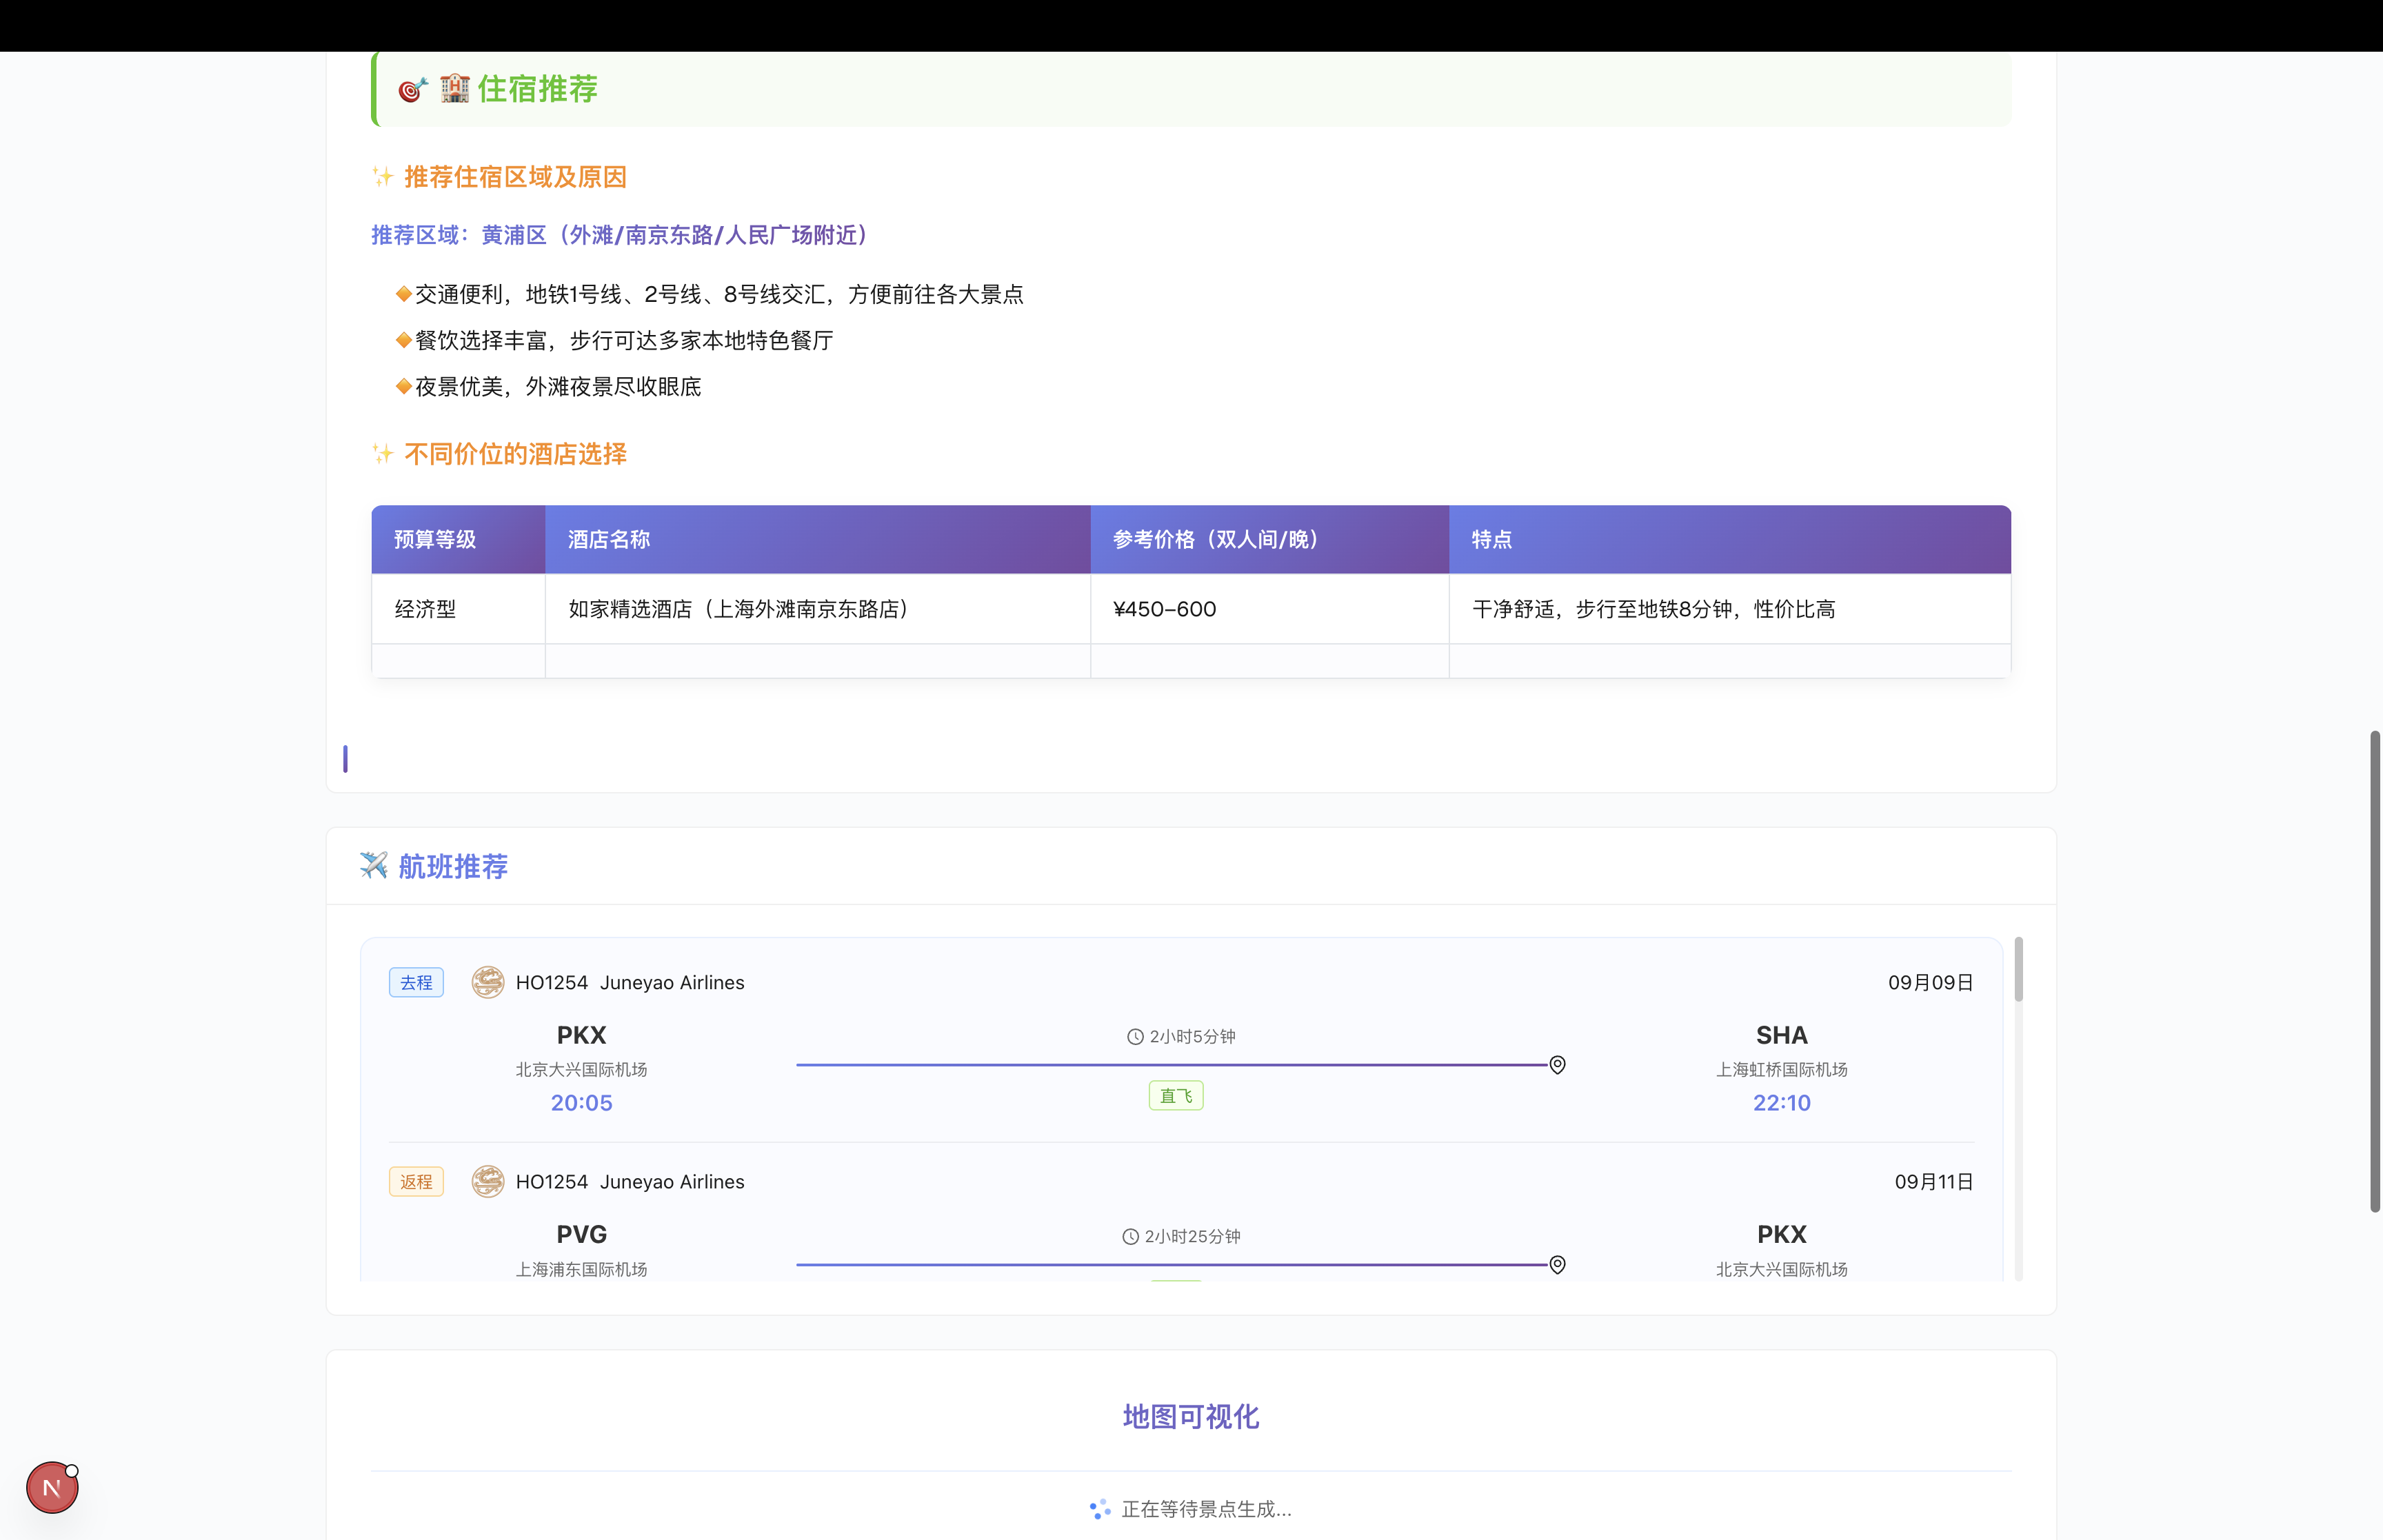 住宿推荐
推荐住宿区域及原因
推荐区域：黄浦区（外滩/南京东路/人民广场附近）
交通便利，地铁1号线、2号线、8号线交汇，方便前往各大景点
餐饮选择丰富，步行可达多家本地特色餐厅
夜景优美，外滩夜景尽收眼底
不同价位的酒店选择
预算等级 酒店名称 参考价格（双人间/晚） 特点
经济型 如家精选酒店（上海外滩南京东路店） ¥450–600 干净舒适，步行至地铁8分钟，性价比高
航班推荐
去程 HO1254 Juneyao Airlines 09月09日
PKX 2小时5分钟 SHA
北京大兴国际机场 上海虹桥国际机场
直飞
20:05 22:10
返程 HO1254 Juneyao Airlines 09月11日
PVG 2小时25分钟 PKX
上海浦东国际机场 北京大兴国际机场
地图可视化
N
正在等待景点生成...